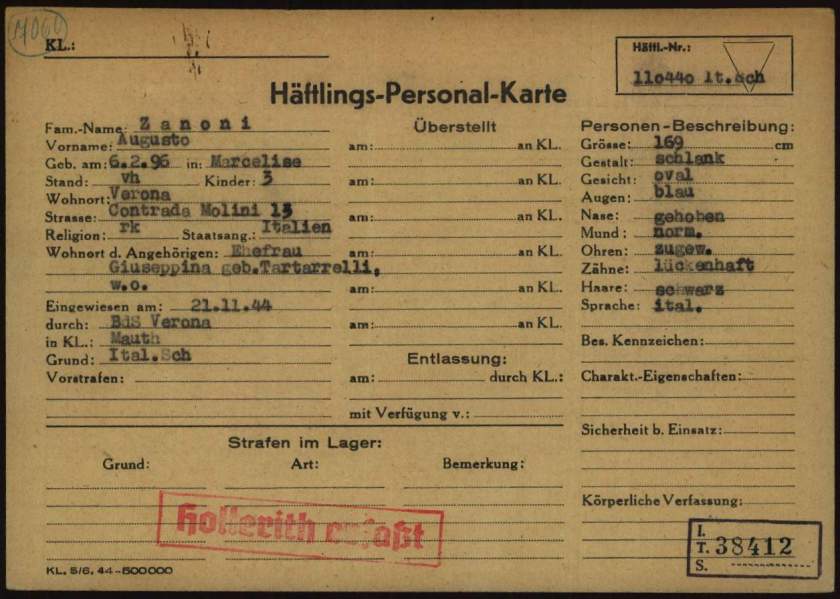 17060
KL.:
Häftl.-Nr.:
110440 It.Sch
Häftlings-Personal-Karte
Fam.-Name: Zanoni
Vorname: Augusto
Geb. am: 6.2.96 in: Marcelise
Stand: vh Kinder: 3
Wohnort: Verona
Strasse: Contrada Molini 13
Religion: rk Staatsang.: Italien
Wohnort d. Angehörigen: Ehefrau
Giuseppina geb.Tartarrelli,
w.o.
Eingewiesen am: 21.11.44
durch: BdS Verona
in KL.: Mauth
Grund: Ital.Sch
Vorstrafen:
Überstellt
am: an KL.
am: an KL.
am: an KL.
am: an KL.
am: an KL.
am: an KL.
Entlassung:
am: durch KL.:
mit Verfügung v.:
Personen-Beschreibung:
Grösse: 169 cm
Gestalt: schlank
Gesicht: oval
Augen: blau
Nase: gehoben
Mund: norm.
Ohren: zugew.
Zähne: lückenhaft
Haare: schwarz
Sprache: ital.
Bes. Kennzeichen:
Charakt.-Eigenschaften:
Sicherheit b. Einsatz:
Körperliche Verfassung:
Strafen im Lager:
Grund: Art: Bemerkung:
Hollerith erfaßt
I.
T. 38412
S.
KL. 5/6. 44-500000